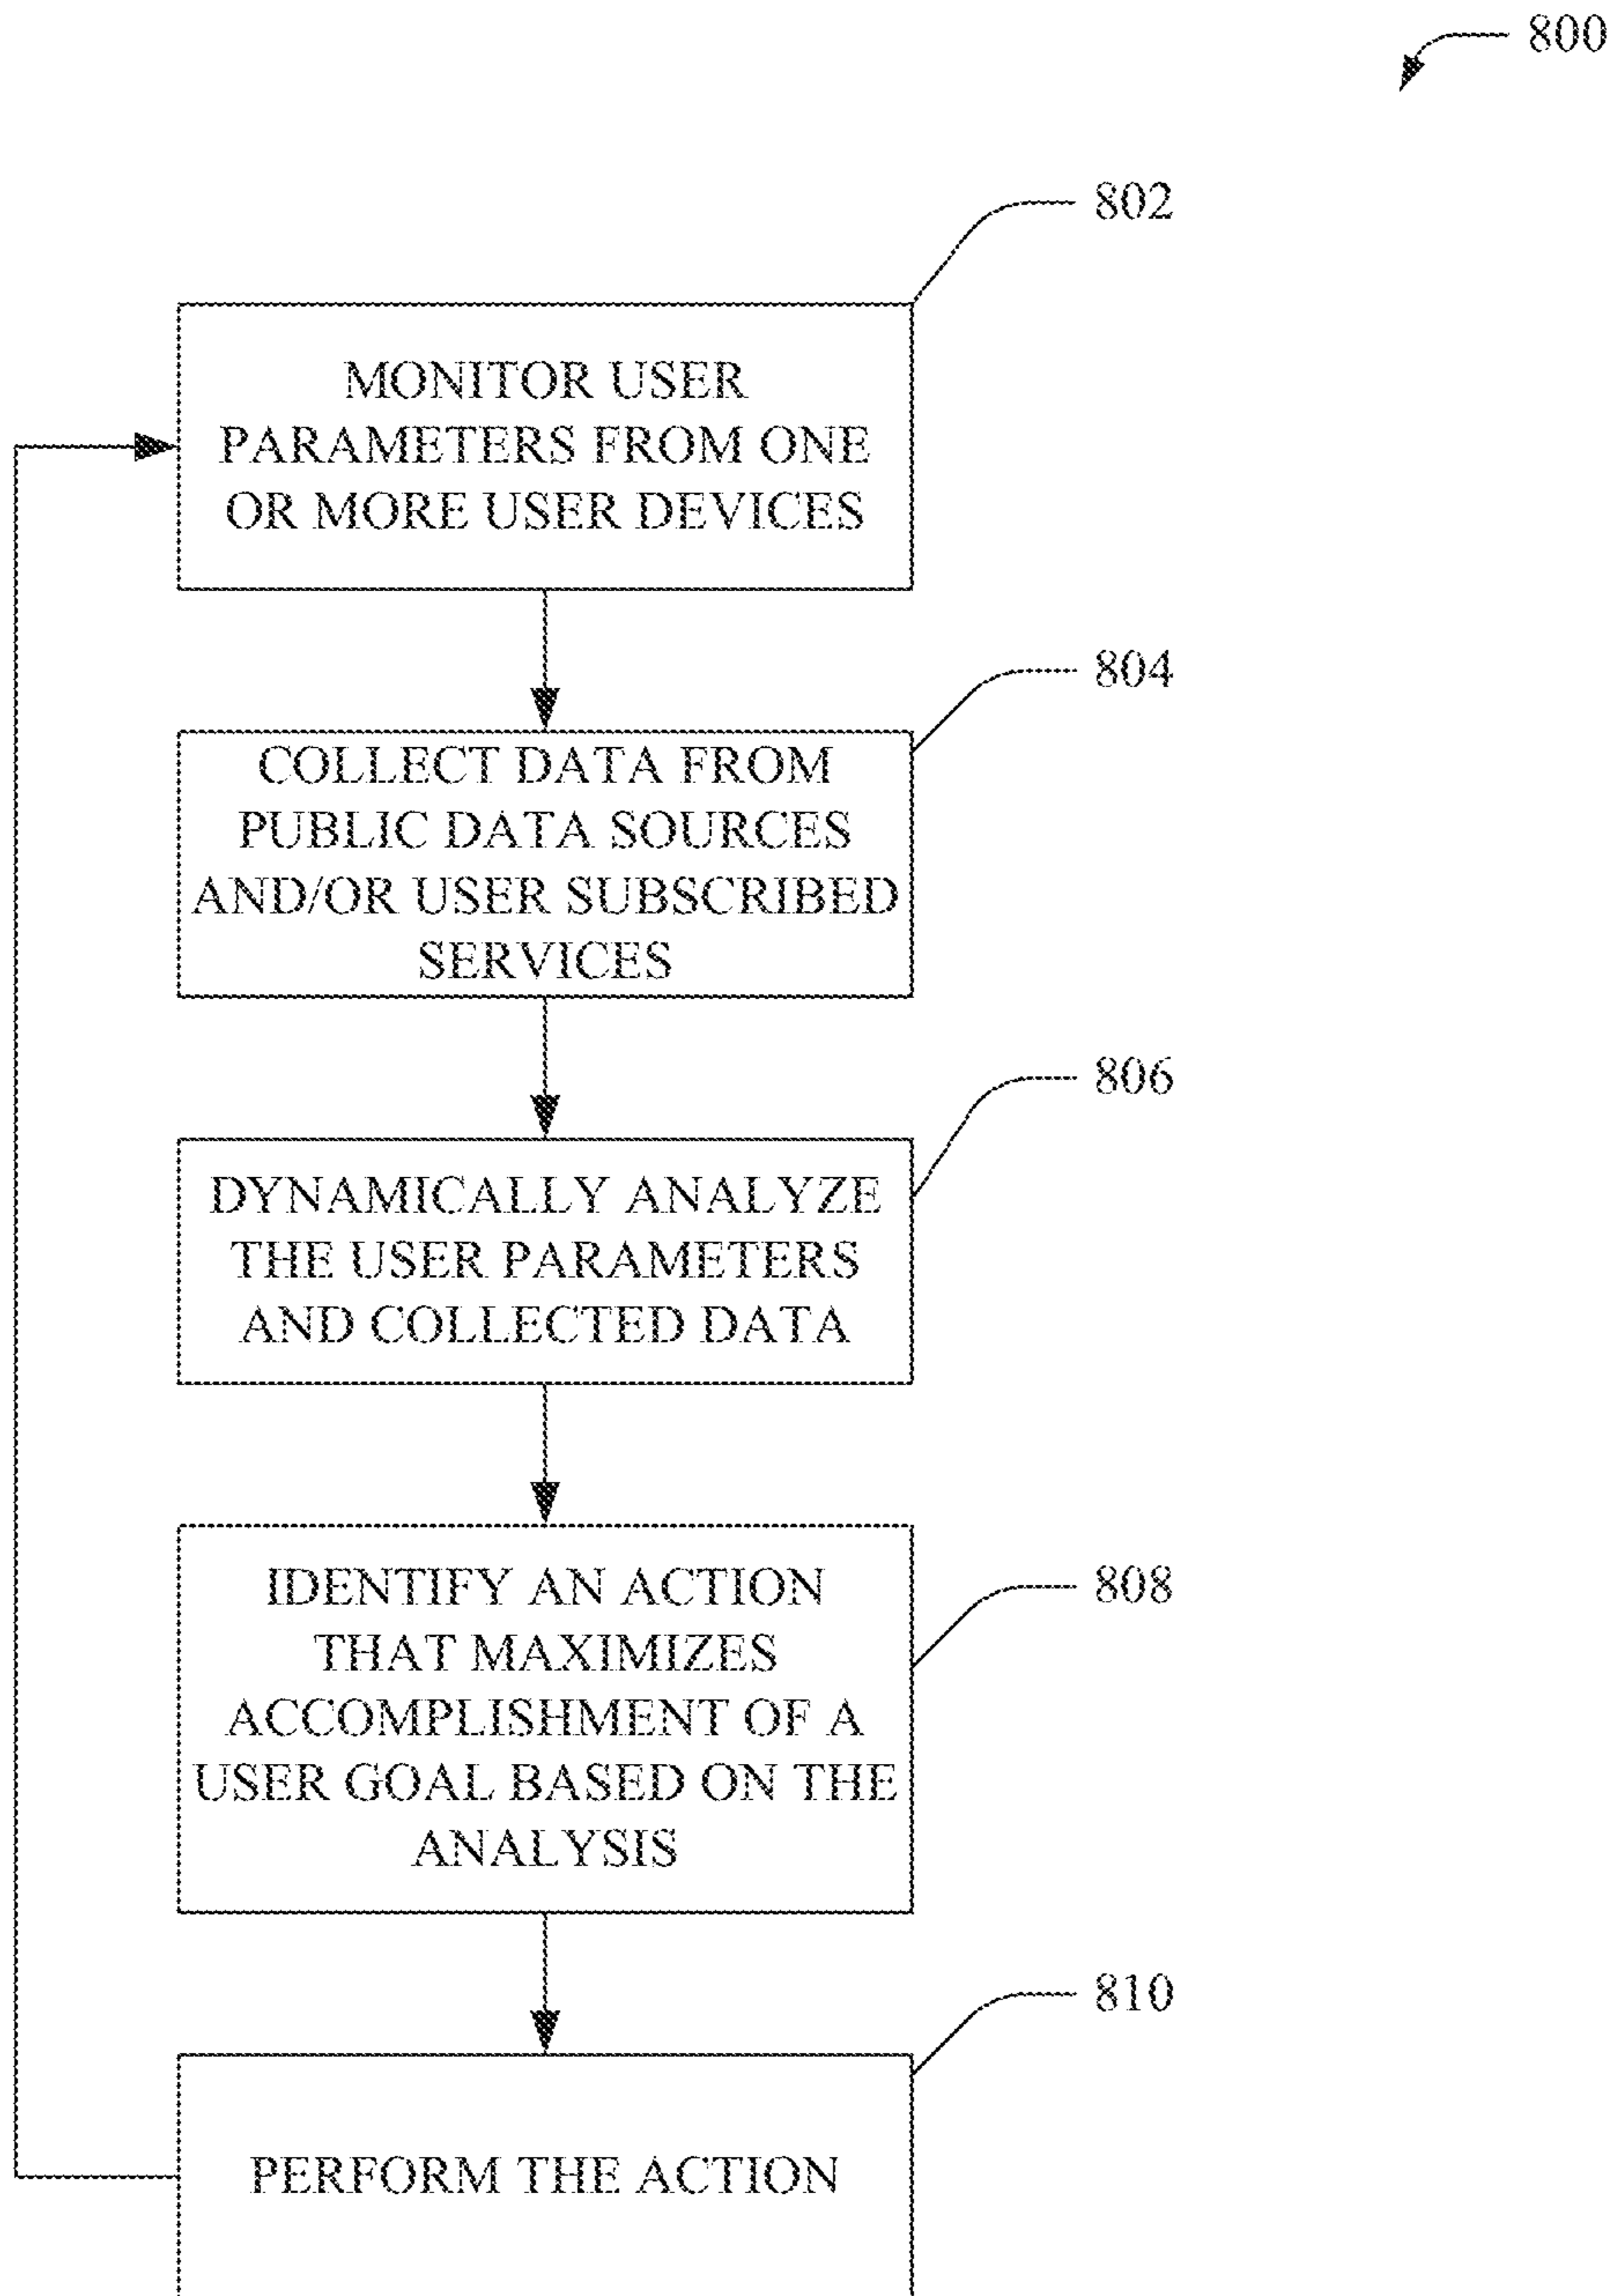 800
802
MONITOR USER
PARAMETERS FROM ONE
OR MORE USER DEVICES
804
COLLECT DATA FROM
PUBLIC DATA SOURCES
AND/OR USER SUBSCRIBED
SERVICES
806
DYNAMICALLY ANALYZE
THE USER PARAMETERS
AND COLLECTED DATA
808
IDENTIFY AN ACTION
THAT MAXIMIZES
ACCOMPLISHMENT OF A
USER GOAL BASED ON THE
ANALYSIS
810
PERFORM THE ACTION